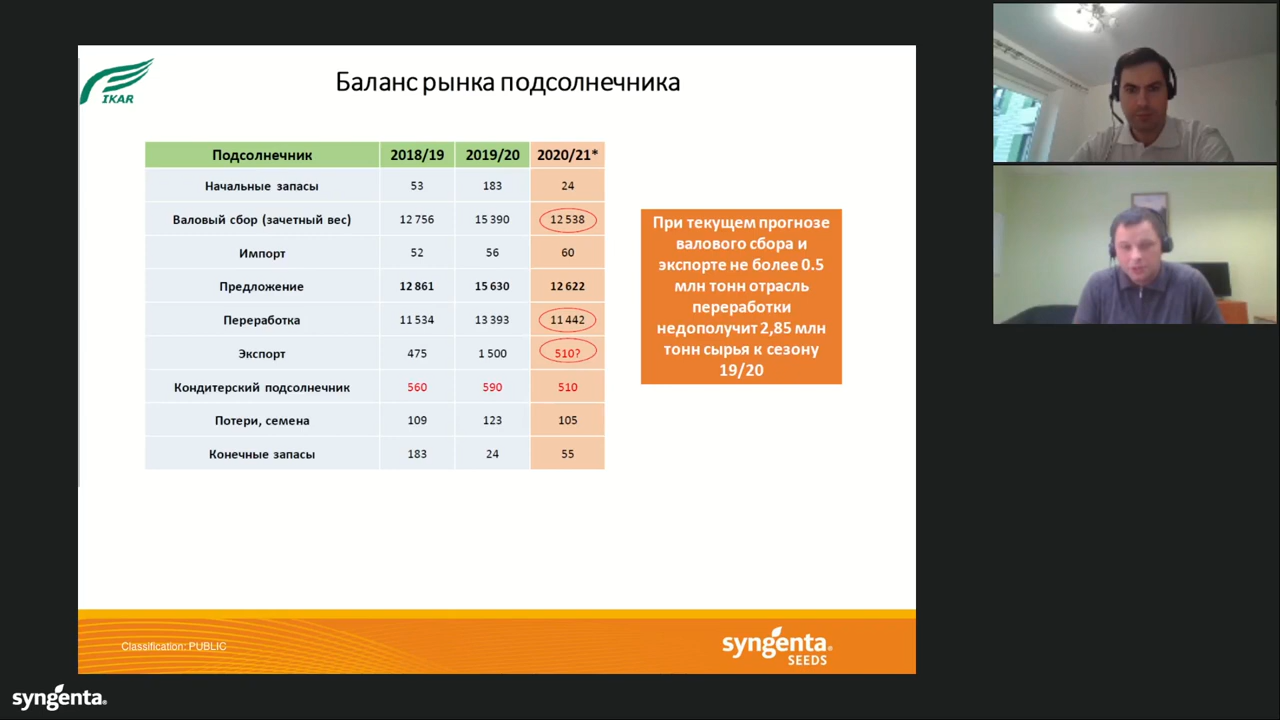 IKAR
Баланс рынка подсолнечника
Подсолнечник 2018/19 2019/20 2020/21*
Начальные запасы 53 183 24
Валовый сбор (зачетный вес) 12 756 15 390 12 538
Импорт 52 56 60
Предложение 12 861 15 630 12 622
Переработка 11 534 13 393 11 442
Экспорт 475 1 500 510?
Кондитерский подсолнечник 560 590 510
Потери, семена 109 123 105
Конечные запасы 183 24 55
При текущем прогнозе
валового сбора и
экспорте не более 0.5
млн тонн отрасль
переработки
недополучит 2,85 млн
тонн сырья к сезону
19/20
Classification: PUBLIC
syngenta®
SEEDS
syngenta®